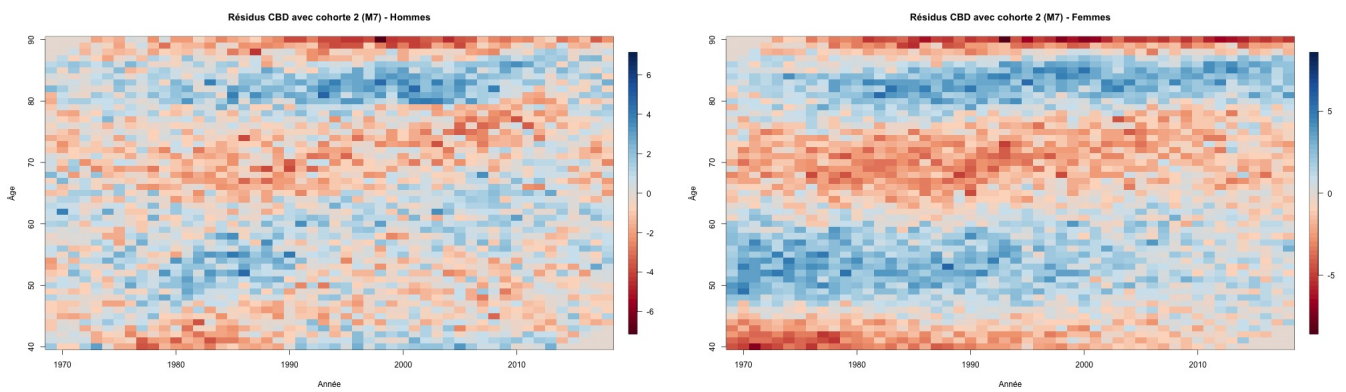 Résidus CBD avec cohorte 2 (M7) - Hommes
90
80
70
60
50
40
Âge
1970 1980 1990 2000 2010
Année
6
4
2
0
-2
-4
-6
Résidus CBD avec cohorte 2 (M7) - Femmes
90
80
70
60
50
40
Âge
1970 1980 1990 2000 2010
Année
5
0
-5